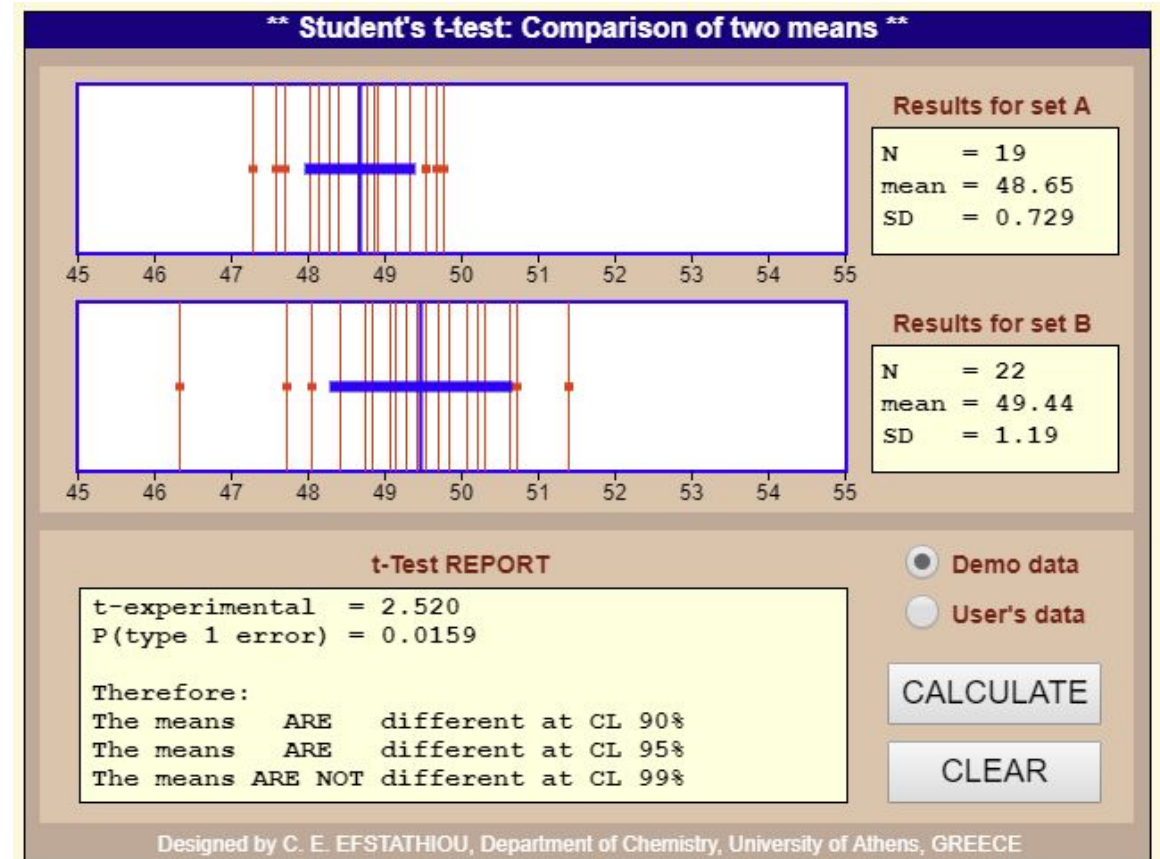 ** Student's t-test: Comparison of two means **
Results for set A
N    = 19
mean = 48.65
SD   = 0.729
45 46 47 48 49 50 51 52 53 54 55
Results for set B
N    = 22
mean = 49.44
SD   = 1.19
45 46 47 48 49 50 51 52 53 54 55
t-Test REPORT
t-experimental  = 2.520
P(type 1 error) = 0.0159
Therefore:
The means   ARE   different at CL 90%
The means   ARE   different at CL 95%
The means ARE NOT different at CL 99%
Demo data
User's data
CALCULATE
CLEAR
Designed by C. E. EFSTATHIOU, Department of Chemistry, University of Athens, GREECE